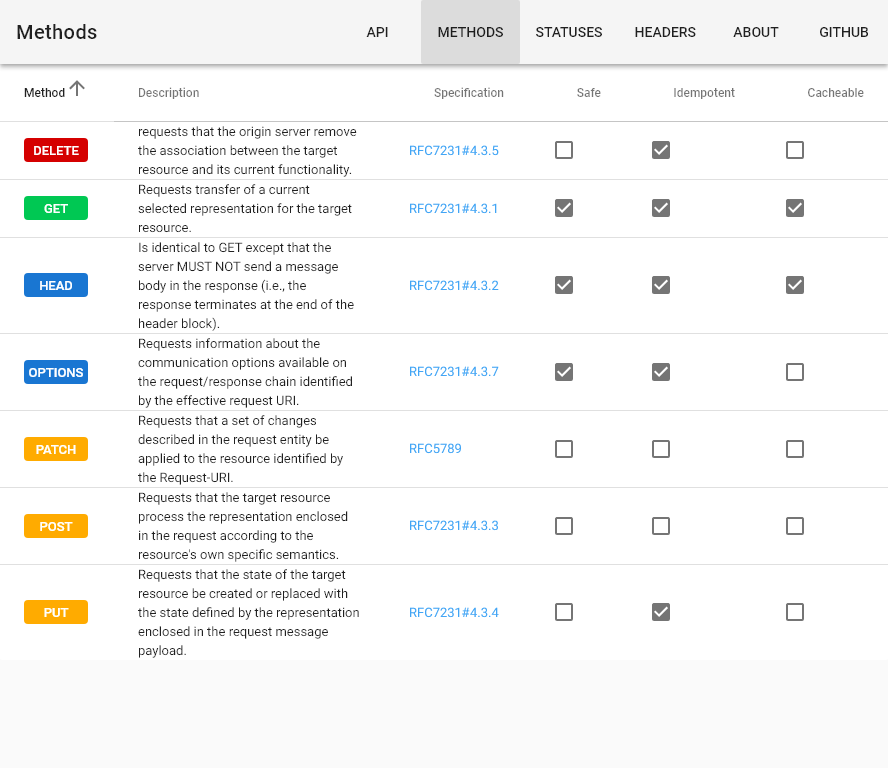 Methods
API
METHODS
STATUSES
HEADERS
ABOUT
GITHUB
Method
Description
Specification
Safe
Idempotent
Cacheable
DELETE
requests that the origin server remove
the association between the target
resource and its current functionality.
RFC7231#4.3.5
GET
Requests transfer of a current
selected representation for the target
resource.
RFC7231#4.3.1
HEAD
Is identical to GET except that the
server MUST NOT send a message
body in the response (i.e., the
response terminates at the end of the
header block).
RFC7231#4.3.2
OPTIONS
Requests information about the
communication options available on
the request/response chain identified
by the effective request URI.
RFC7231#4.3.7
PATCH
Requests that a set of changes
described in the request entity be
applied to the resource identified by
the Request-URI.
RFC5789
POST
Requests that the target resource
process the representation enclosed
in the request according to the
resource's own specific semantics.
RFC7231#4.3.3
PUT
Requests that the state of the target
resource be created or replaced with
the state defined by the representation
enclosed in the request message
payload.
RFC7231#4.3.4